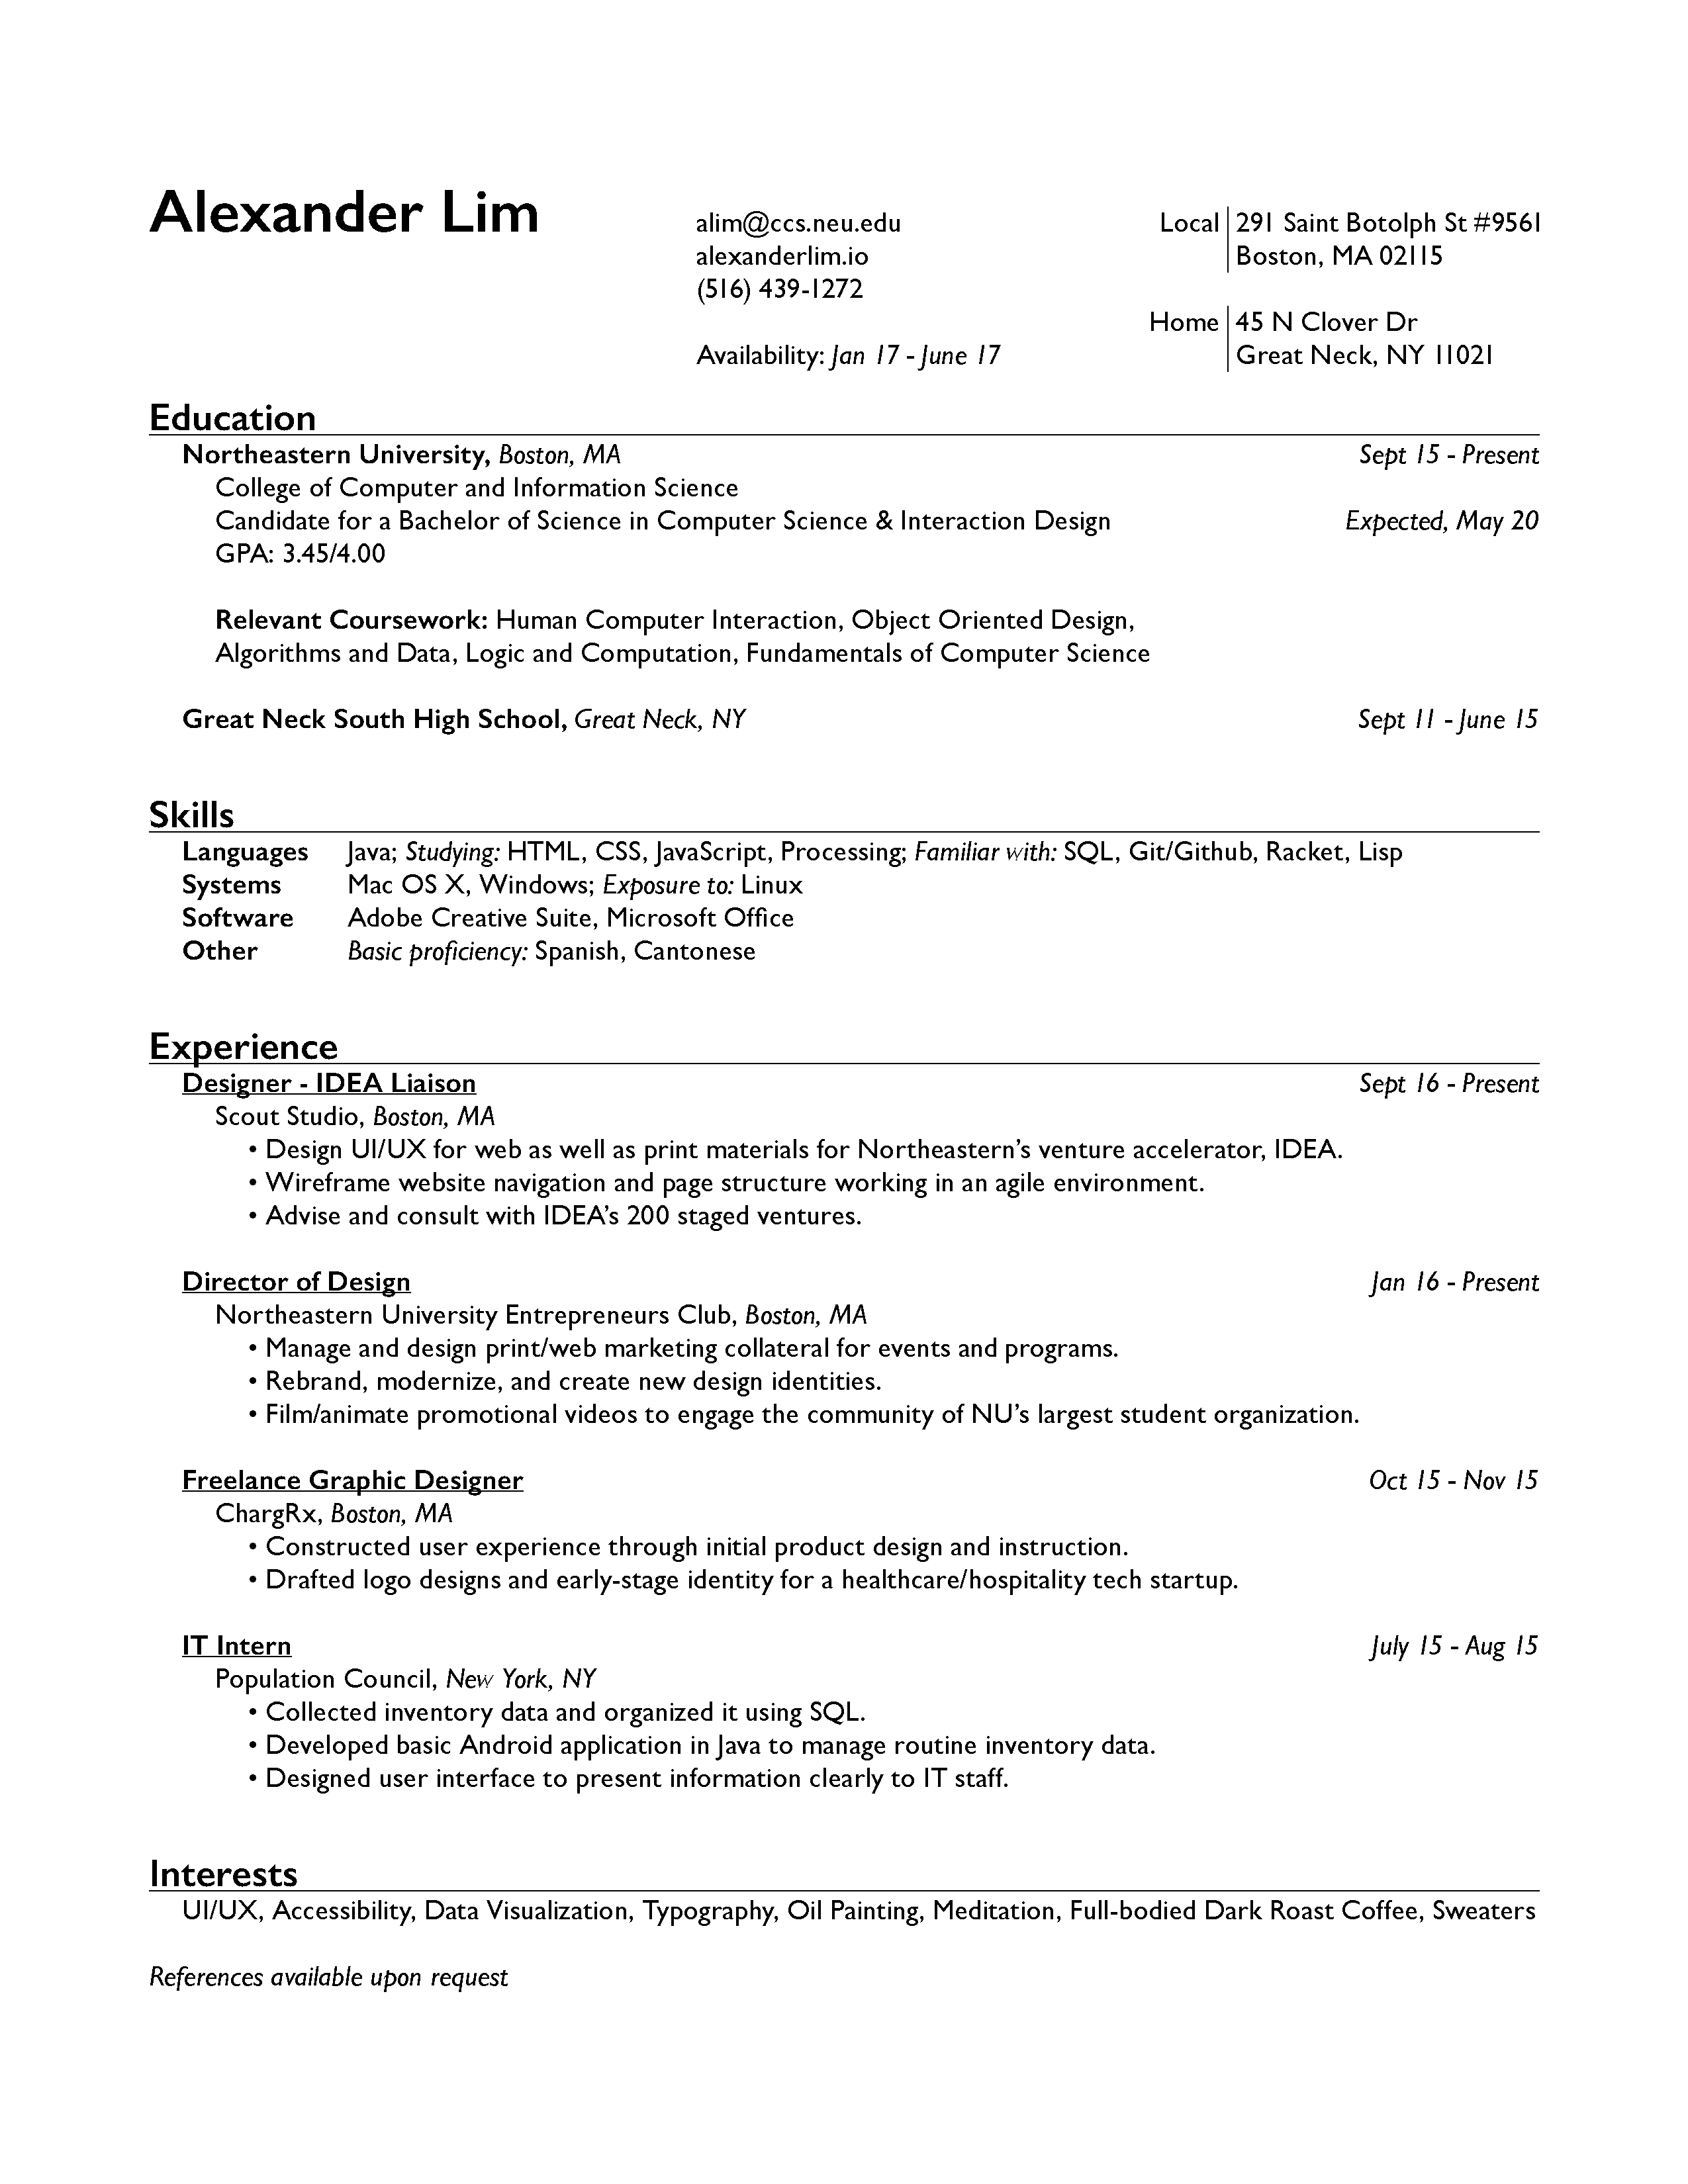 Alexander Lim
alim@ccs.neu.edu
alexanderlim.io
(516) 439-1272
Availability: Jan 17 - June 17
Local 291 Saint Botolph St #9561
Boston, MA 02115
Home 45 N Clover Dr
Great Neck, NY 11021
Education
Northeastern University, Boston, MA Sept 15 - Present
College of Computer and Information Science
Candidate for a Bachelor of Science in Computer Science & Interaction Design Expected, May 20
GPA: 3.45/4.00
Relevant Coursework: Human Computer Interaction, Object Oriented Design,
Algorithms and Data, Logic and Computation, Fundamentals of Computer Science
Great Neck South High School, Great Neck, NY Sept 11 - June 15
Skills
Languages Java; Studying: HTML, CSS, JavaScript, Processing; Familiar with: SQL, Git/Github, Racket, Lisp
Systems Mac OS X, Windows; Exposure to: Linux
Software Adobe Creative Suite, Microsoft Office
Other Basic proficiency: Spanish, Cantonese
Experience
Designer - IDEA Liaison Sept 16 - Present
Scout Studio, Boston, MA
• Design UI/UX for web as well as print materials for Northeastern’s venture accelerator, IDEA.
• Wireframe website navigation and page structure working in an agile environment.
• Advise and consult with IDEA’s 200 staged ventures.
Director of Design Jan 16 - Present
Northeastern University Entrepreneurs Club, Boston, MA
• Manage and design print/web marketing collateral for events and programs.
• Rebrand, modernize, and create new design identities.
• Film/animate promotional videos to engage the community of NU’s largest student organization.
Freelance Graphic Designer Oct 15 - Nov 15
ChargRx, Boston, MA
• Constructed user experience through initial product design and instruction.
• Drafted logo designs and early-stage identity for a healthcare/hospitality tech startup.
IT Intern July 15 - Aug 15
Population Council, New York, NY
• Collected inventory data and organized it using SQL.
• Developed basic Android application in Java to manage routine inventory data.
• Designed user interface to present information clearly to IT staff.
Interests
UI/UX, Accessibility, Data Visualization, Typography, Oil Painting, Meditation, Full-bodied Dark Roast Coffee, Sweaters
References available upon request